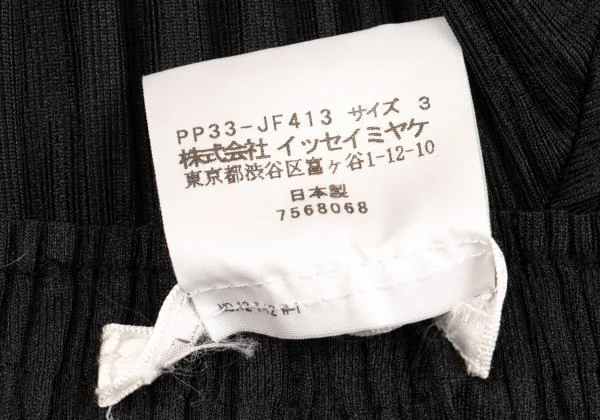 PP33-JF413 サイズ 3
株式会社 イッセイミヤケ
東京都渋谷区富ヶ谷1-12-10
日本製
7568068